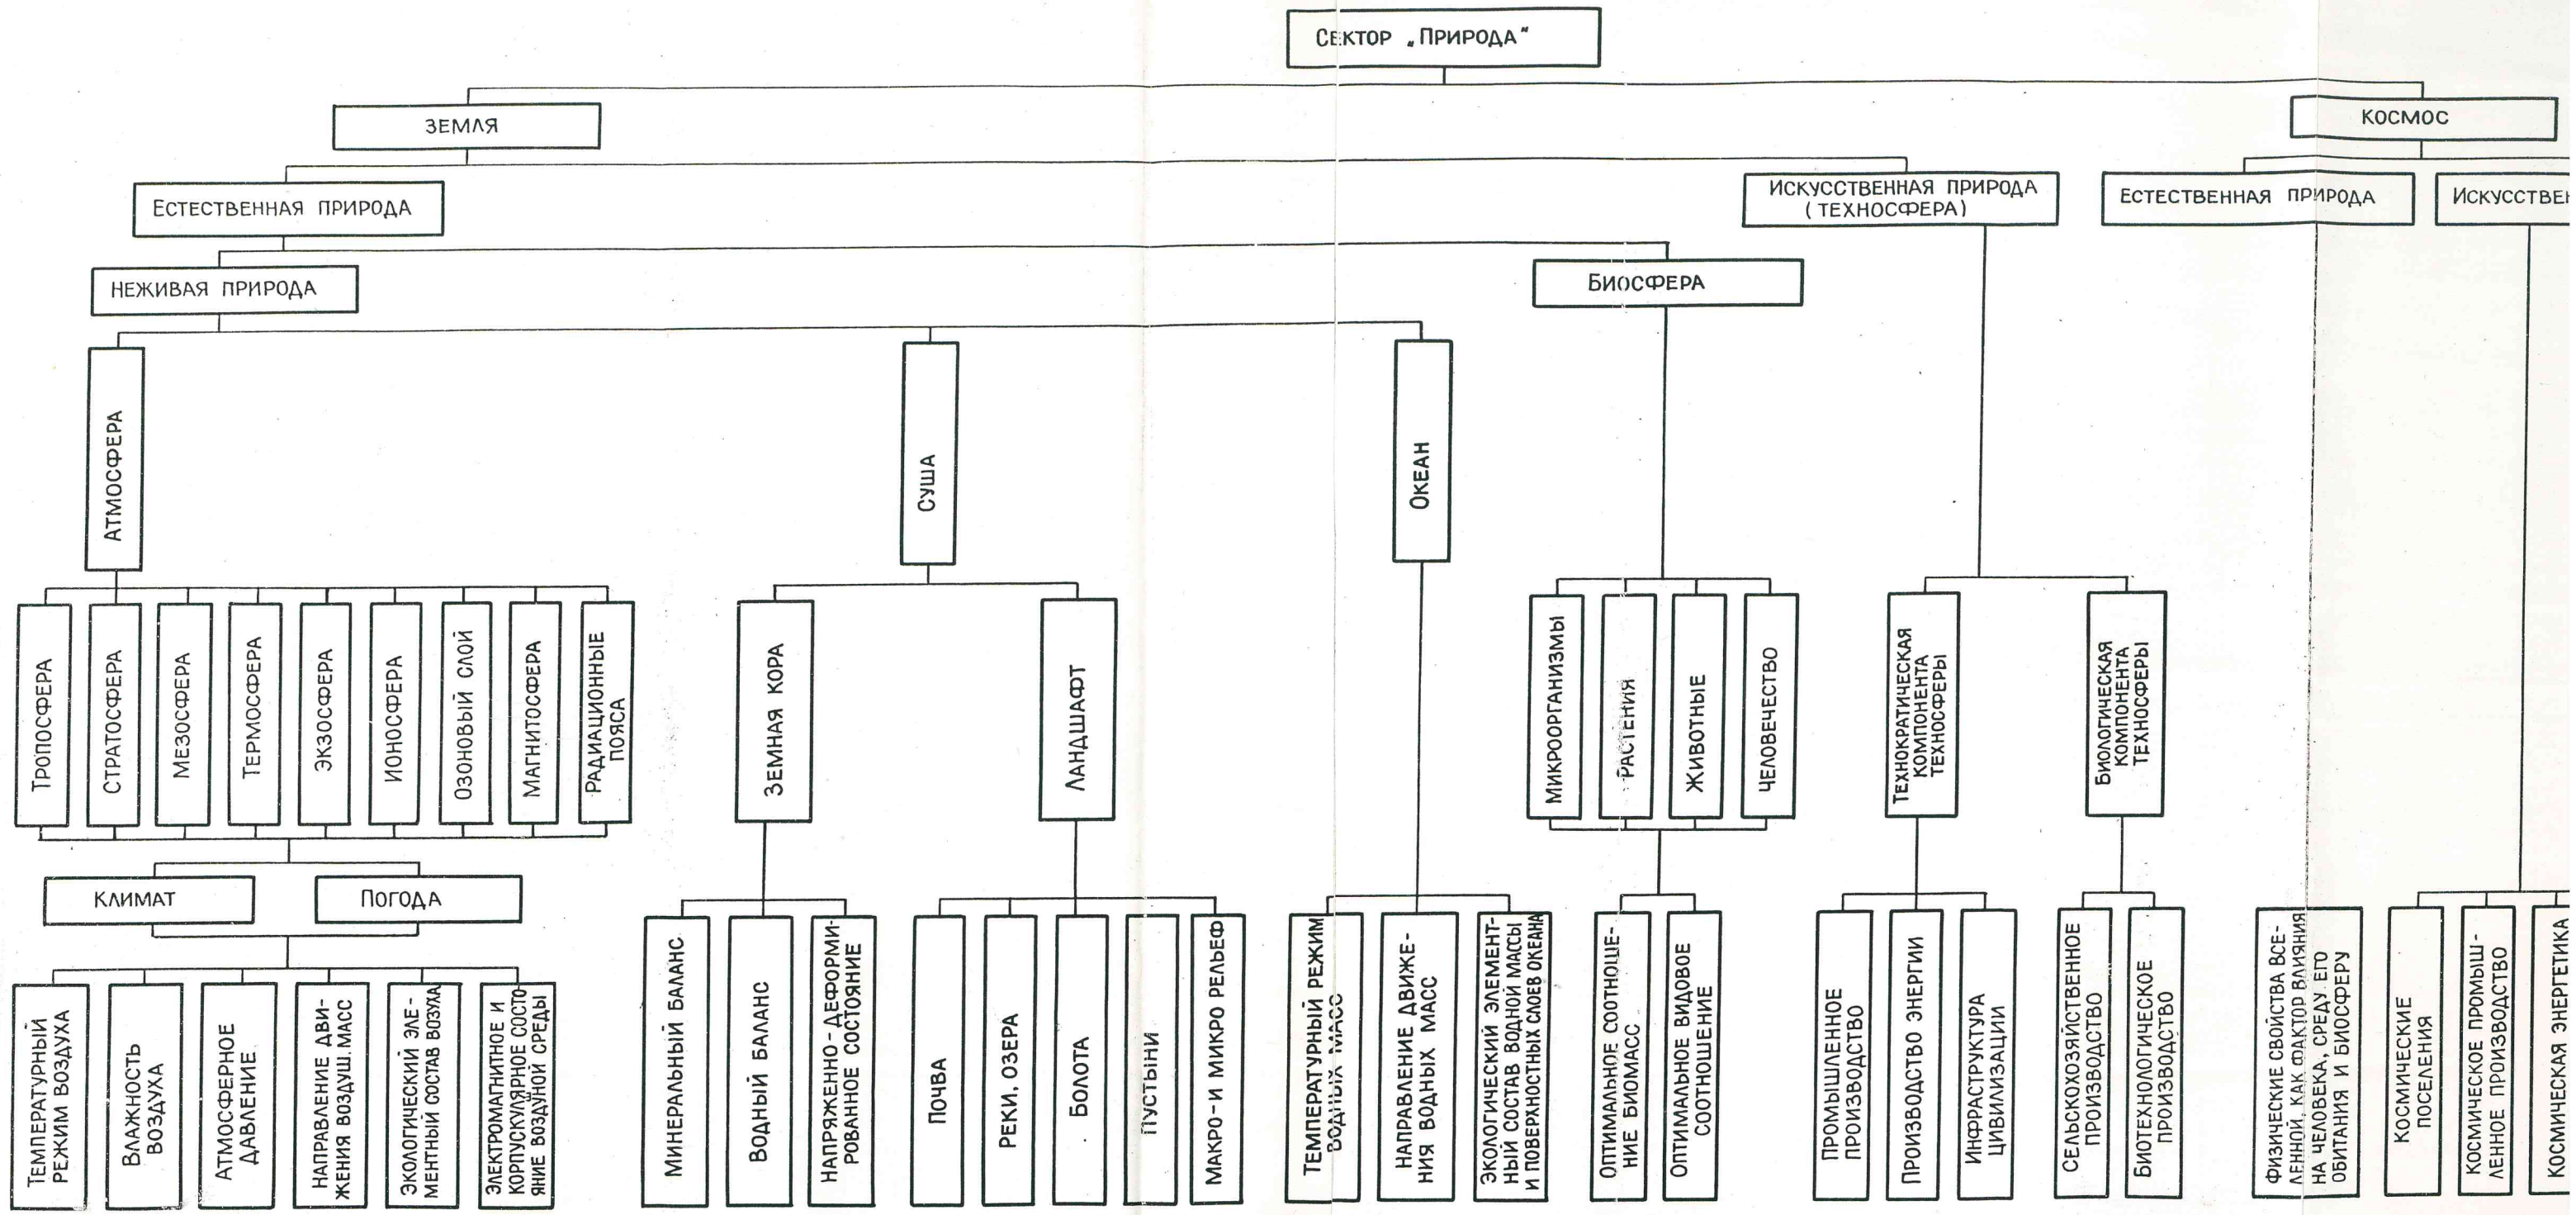 Сектор „Природа"
Земля
Космос
Естественная природа
Искусственная природа
(техносфера)
Естественная природа
Искусствен
Неживая природа
Биосфера
Атмосфера
Суша
Океан
Тропосфера
Стратосфера
Мезосфера
Термосфера
Экзосфера
Ионосфера
Озоновый слой
Магнитосфера
Радиационные
пояса
Земная кора
Ландшафт
Микроорганизмы
Растения
Животные
Человечество
Технократическая
компонента
техносферы
Биологическая
компонента
техносферы
Климат
Погода
Температурный
режим воздуха
Влажность
воздуха
Атмосферное
давление
Направление дви-
жения воздуш. масс
Экологический эле-
ментный состав возуха
Электромагнитное и
корпускулярное состо-
яние воздуной среды
Минеральный баланс
Водный баланс
Напряженно-деформи-
рованное состояние
Почва
Реки, озера
Болота
Пустыни
Макро- и микро рельеф
Температурный режим
водных масс
Направление движе-
ния водных масс
Экологический элемент-
ный состав водной массы
и поверхностных слоев океана
Оптимальное соотноше-
ние биомасс
Оптимальное видовое
соотношение
Промышленное
производство
Производство энергии
Инфраструктура
цивилизации
Сельскохозяйственное
производство
Биотехнологическое
производство
Физические свойства все-
ленной, как фактор влияния
на человека, среду его
обитания и биосферу
Космические
поселения
Космическое промыш-
ленное производство
Космическая энергетика